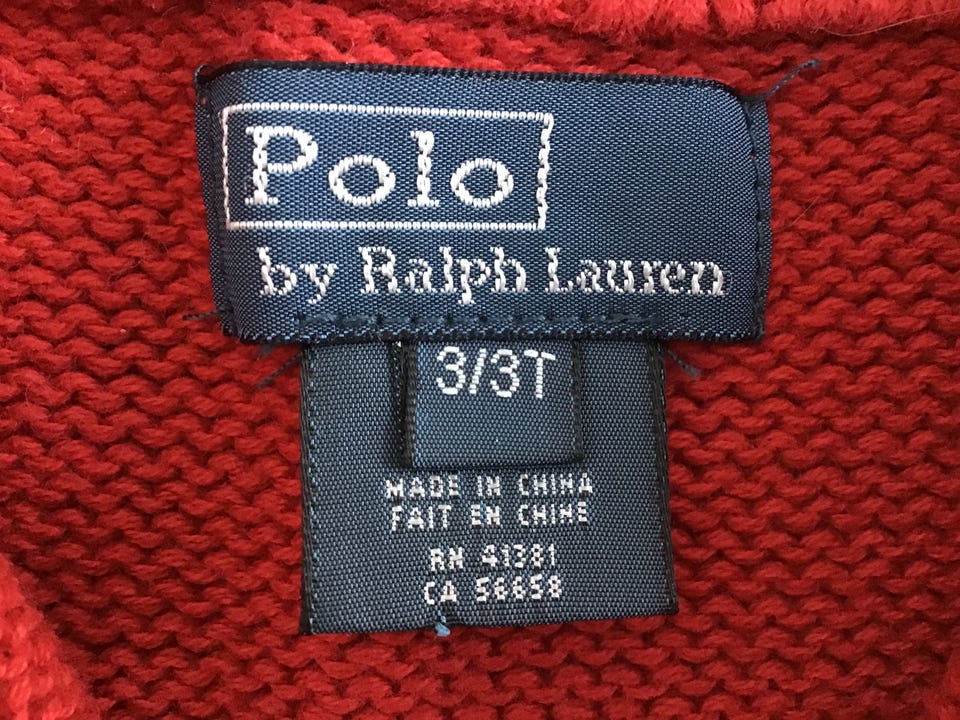 Polo
by Ralph Lauren
3/3T
MADE IN CHINA
FAIT EN CHINE
RN 41381
CA 56658